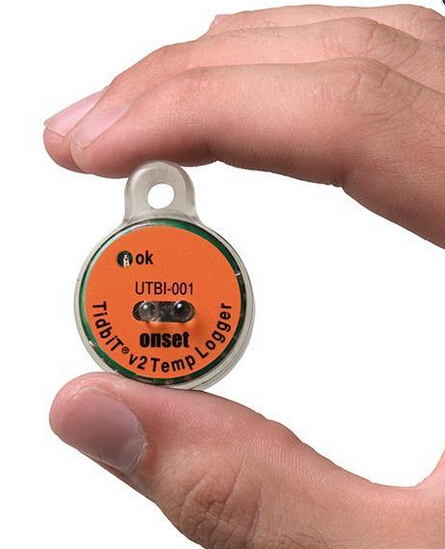 ok
UTBI-001
onset
TidbiT® v2 Temp Logger